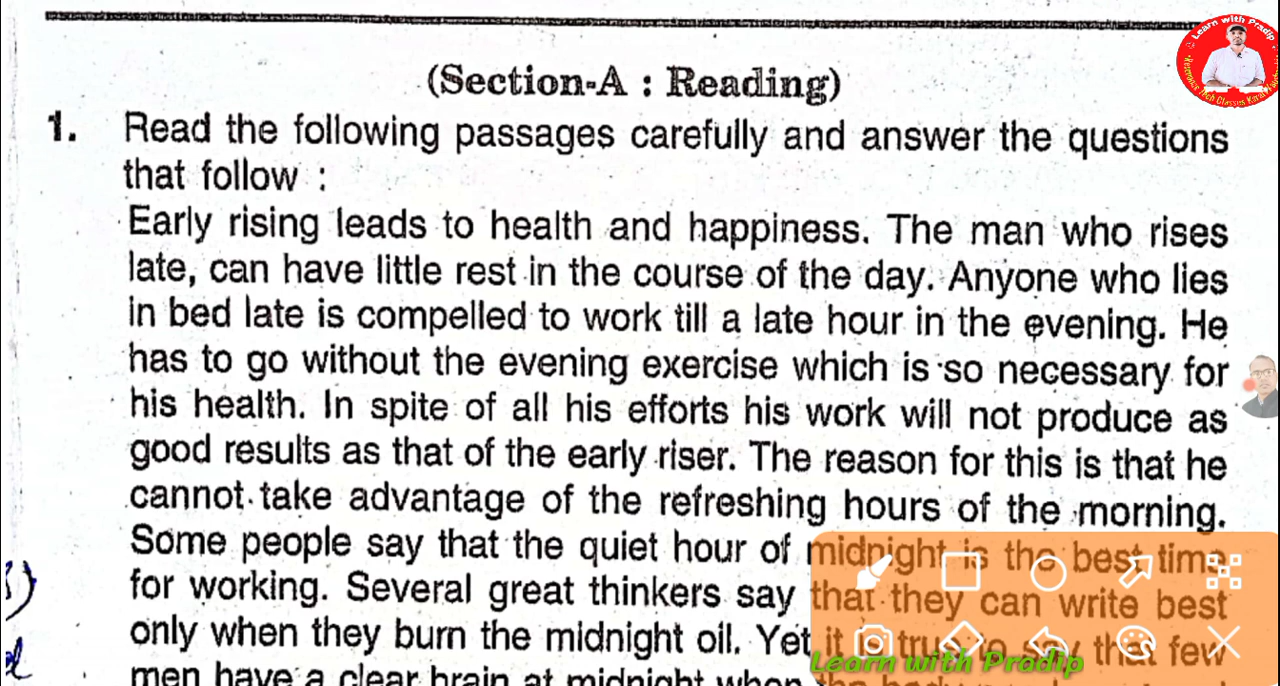 Learn with Pradip
(Section-A : Reading)
1. Read the following passages carefully and answer the questions
that follow :
Early rising leads to health and happiness. The man who rises
late, can have little rest in the course of the day. Anyone who lies
in bed late is compelled to work till a late hour in the evening. He
has to go without the evening exercise which is so necessary for
his health. In spite of all his efforts his work will not produce as
good results as that of the early riser. The reason for this is that he
cannot take advantage of the refreshing hours of the morning.
Some people say that the quiet hour of midnight is the best time
for working. Several great thinkers say that they can write best
only when they burn the midnight oil. Yet it is true to say that few
Learn with Pradip
men have a clear brain at midnight when the body